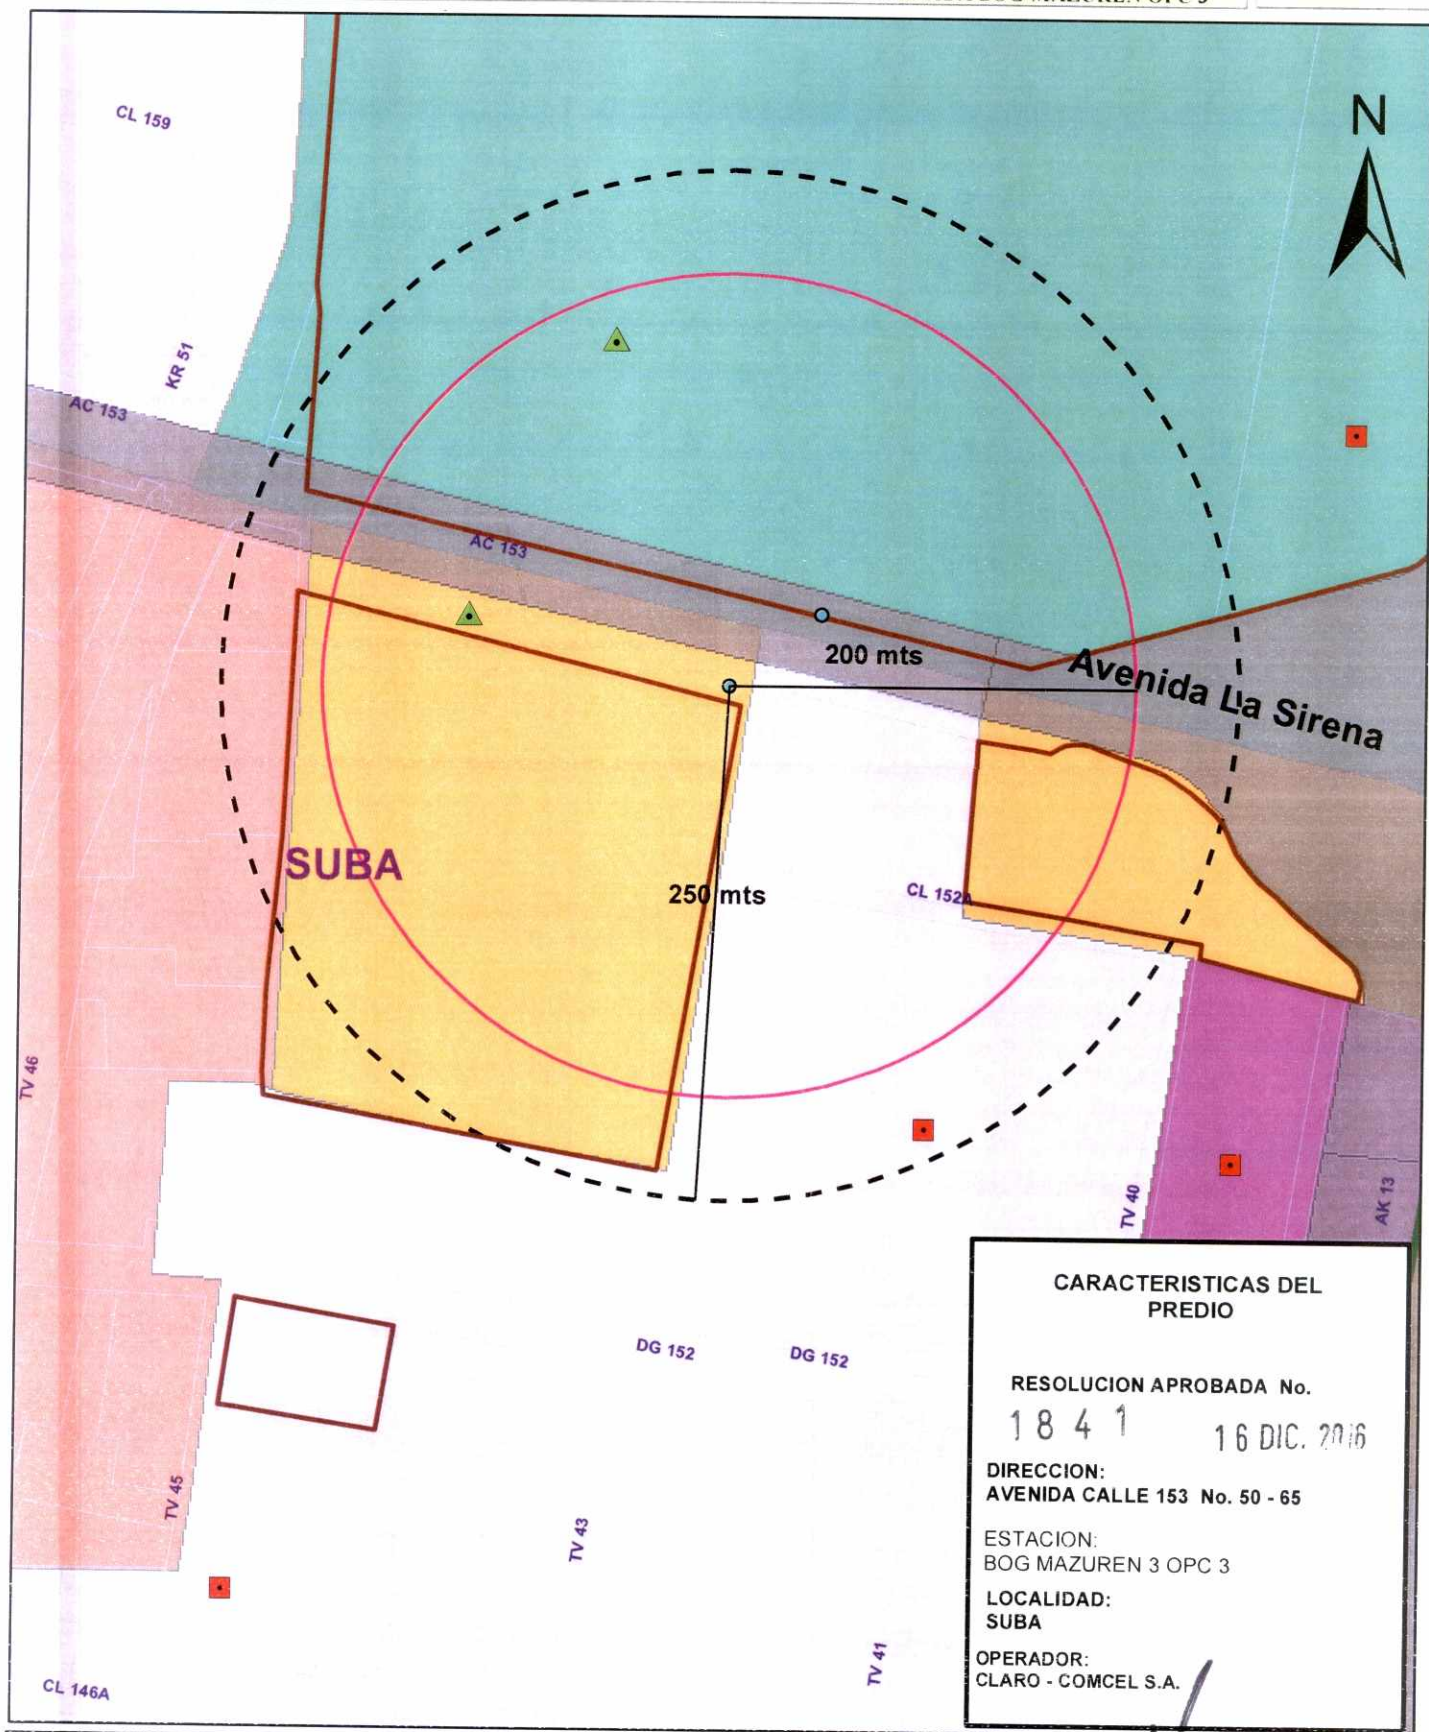 CL 159
N
KR 51
AC 153
AC 153
200 mts
Avenida La Sirena
SUBA
250 mts
CL 152A
TV 46
TV 40
AK 13
DG 152
DG 152
TV 45
TV 43
TV 41
CL 146A
CARACTERISTICAS DEL
PREDIO
RESOLUCION APROBADA No.
1841 16 DIC. 2016
DIRECCION:
AVENIDA CALLE 153 No. 50 - 65
ESTACION:
BOG MAZUREN 3 OPC 3
LOCALIDAD:
SUBA
OPERADOR:
CLARO - COMCEL S.A.